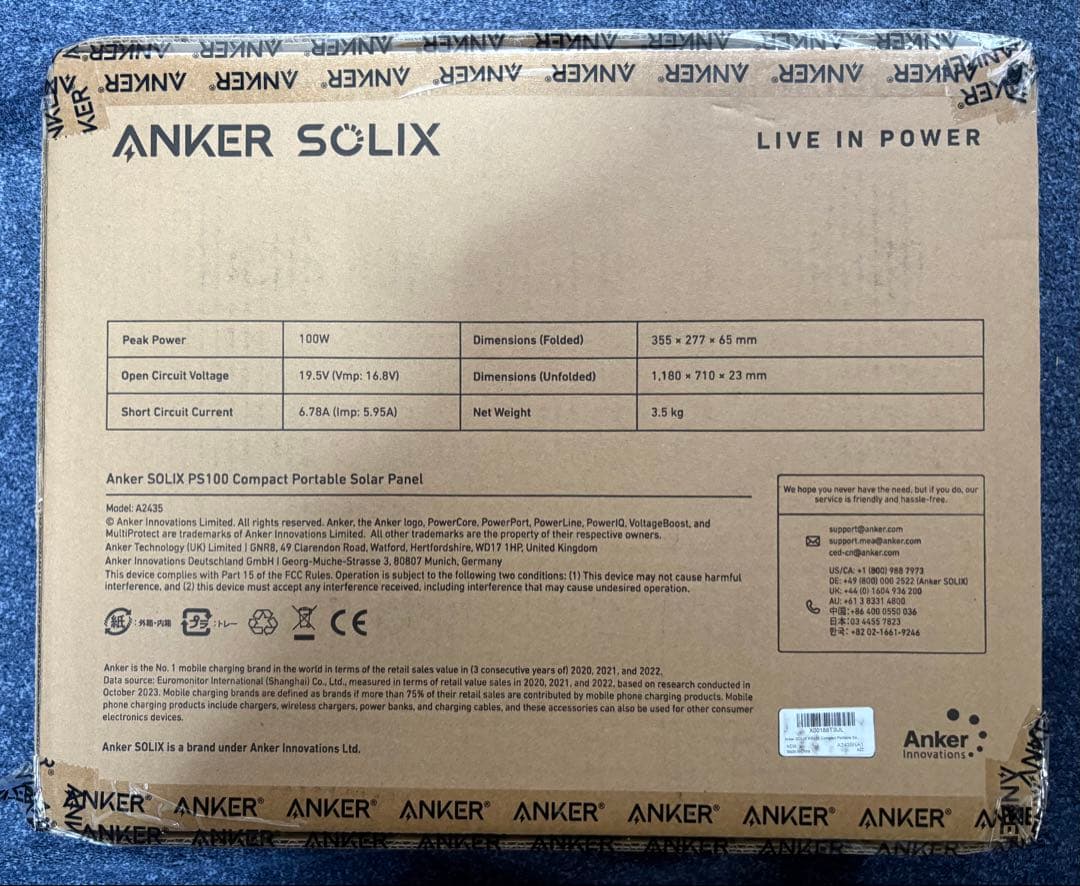 ANKER® ANKER® ANKER® ANKER® ANKER® ANKER® ANKER® ANKER®
ANKER SOLIX
LIVE IN POWER
Peak Power 100W Dimensions (Folded) 355 × 277 × 65 mm
Open Circuit Voltage 19.5V (Vmp: 16.8V) Dimensions (Unfolded) 1,180 × 710 × 23 mm
Short Circuit Current 6.78A (Imp: 5.95A) Net Weight 3.5 kg
Anker SOLIX PS100 Compact Portable Solar Panel
Model: A2435
© Anker Innovations Limited. All rights reserved. Anker, the Anker logo, PowerCore, PowerPort, PowerLine, PowerIQ, VoltageBoost, and
MultiProtect are trademarks of Anker Innovations Limited. All other trademarks are the property of their respective owners.
Anker Technology (UK) Limited | GNR8, 49 Clarendon Road, Watford, Hertfordshire, WD17 1HP, United Kingdom
Anker Innovations Deutschland GmbH | Georg-Muche-Strasse 3, 80807 Munich, Germany
This device complies with Part 15 of the FCC Rules. Operation is subject to the following two conditions: (1) This device may not cause harmful
interference, and (2) this device must accept any interference received, including interference that may cause undesired operation.
紙 :外箱・内箱 プラ :トレー CE
We hope you never have the need, but if you do, our
service is friendly and hassle-free.
support@anker.com
support.mea@anker.com
ced-cn@anker.com
US/CA: +1 (800) 988 7973
DE: +49 (800) 000 2522 (Anker SOLIX)
UK: +44 (0) 1604 936 200
AU: +61 3 8331 4800
中国: +86 400 0550 036
日本: 03 4455 7823
한국: +82 02-1661-9246
Anker is the No. 1 mobile charging brand in the world in terms of the retail sales value in (3 consecutive years of) 2020, 2021, and 2022.
Data source: Euromonitor International (Shanghai) Co., Ltd., measured in terms of retail value sales in 2020, 2021, and 2022, based on research conducted in
October 2023. Mobile charging brands are defined as brands if more than 75% of their retail sales are contributed by mobile phone charging products. Mobile
phone charging products include chargers, wireless chargers, power banks, and charging cables, and these accessories can also be used for other consumer
electronics devices.
Anker SOLIX is a brand under Anker Innovations Ltd.
Anker
Innovations
ANKER® ANKER® ANKER® ANKER® ANKER® ANKER® ANKER® ANKER®